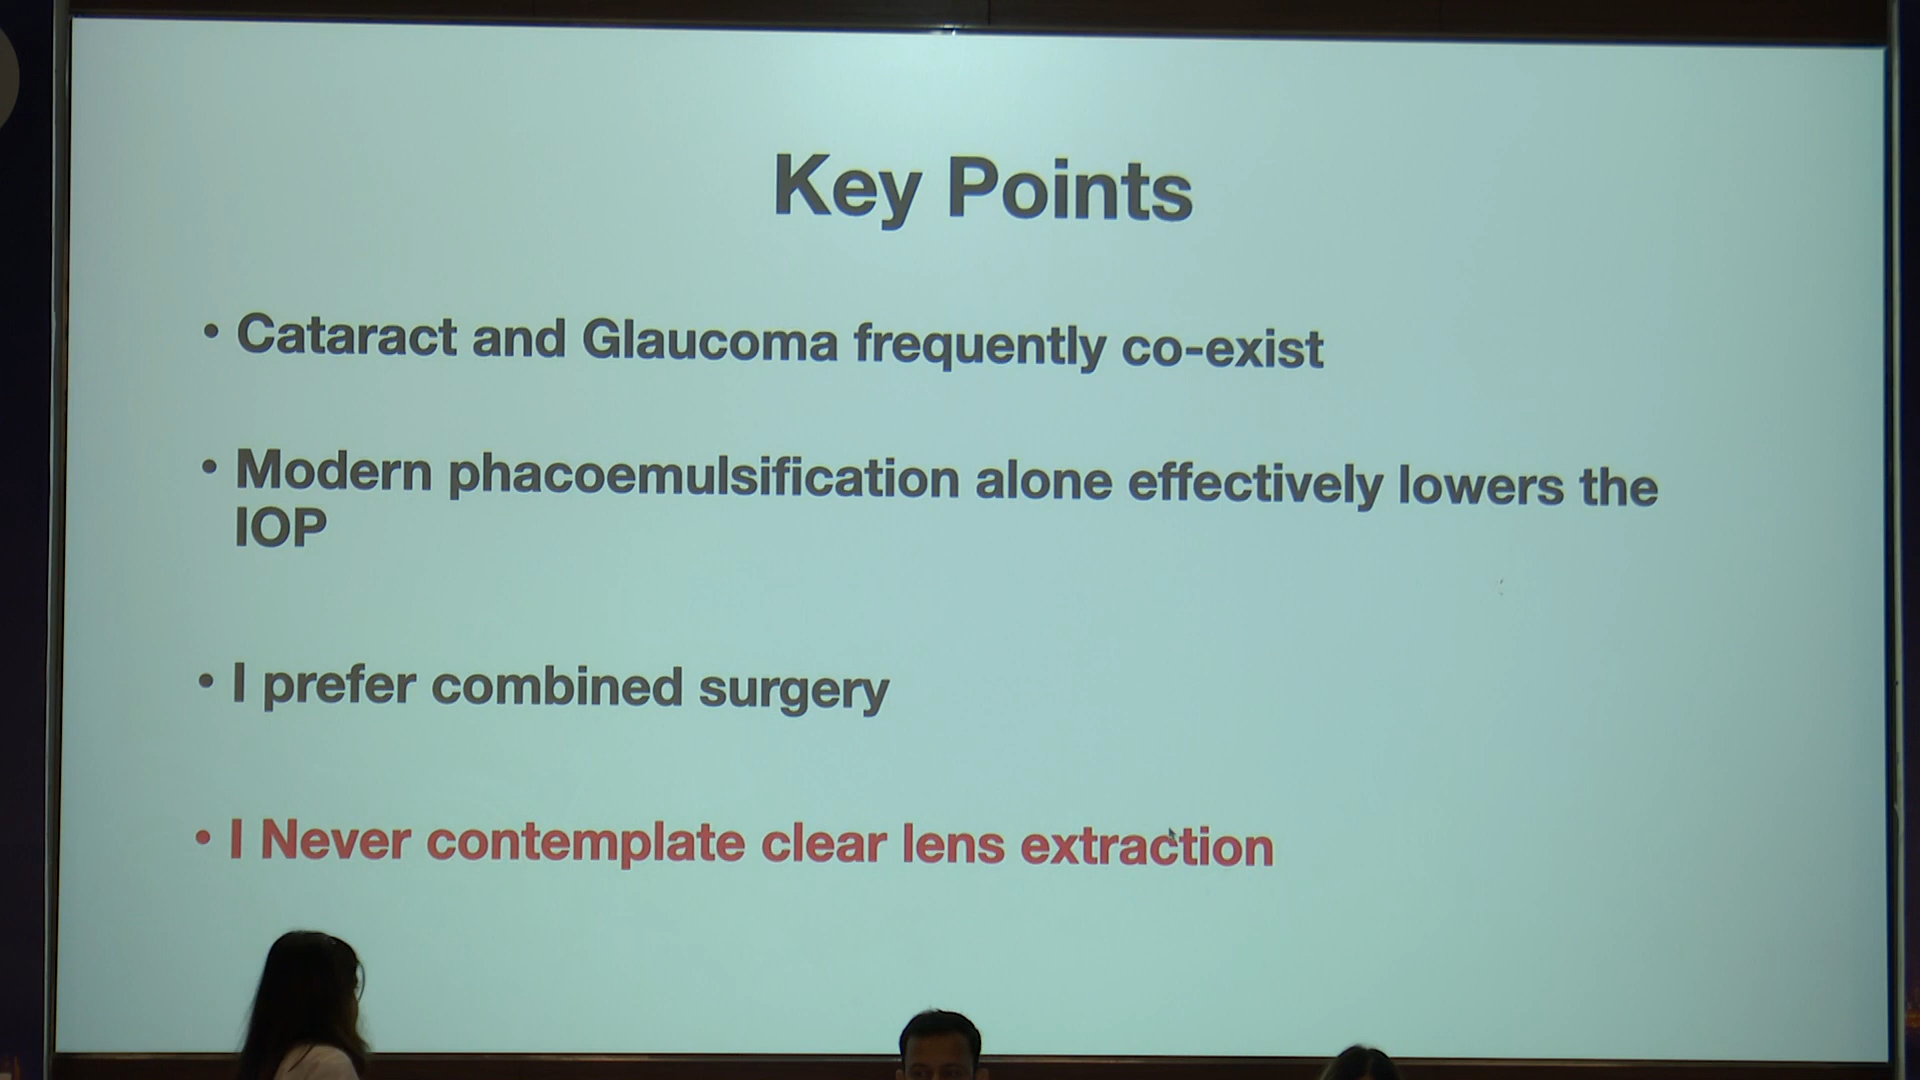 Key Points
• Cataract and Glaucoma frequently co-exist
• Modern phacoemulsification alone effectively lowers the
IOP
• I prefer combined surgery
• I Never contemplate clear lens extraction